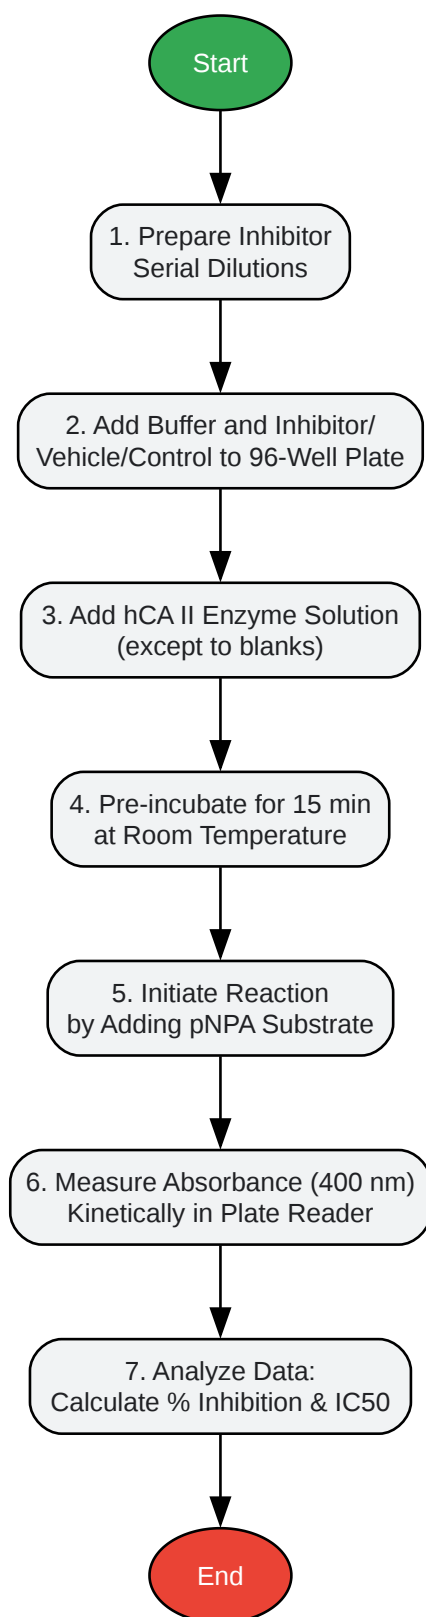 Start
1. Prepare Inhibitor
Serial Dilutions
2. Add Buffer and Inhibitor/
Vehicle/Control to 96-Well Plate
3. Add hCA II Enzyme Solution
(except to blanks)
4. Pre-incubate for 15 min
at Room Temperature
5. Initiate Reaction
by Adding pNPA Substrate
6. Measure Absorbance (400 nm)
Kinetically in Plate Reader
7. Analyze Data:
Calculate % Inhibition & IC50
End